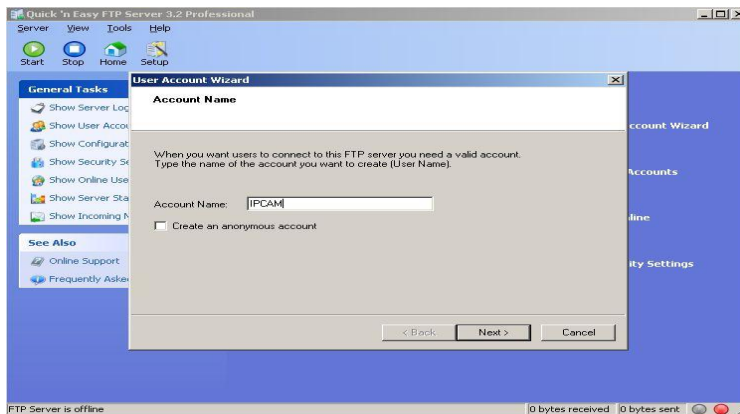 Quick 'n Easy FTP Server 3.2 Professional
Server View Tools Help
Start Stop Home Setup
General Tasks
Show Server Log
Show User Accou
Show Configurat
Show Security Se
Show Online Use
Show Server Sta
Show Incoming
See Also
Online Support
Frequently Aske
User Account Wizard
Account Name
When you want users to connect to this FTP server you need a valid account.
Type the name of the account you want to create (User Name).
Account Name: IPCAM
Create an anonymous account
< Back Next > Cancel
ccount Wizard
Accounts
line
ity Settings
FTP Server is offline 0 bytes received 0 bytes sent